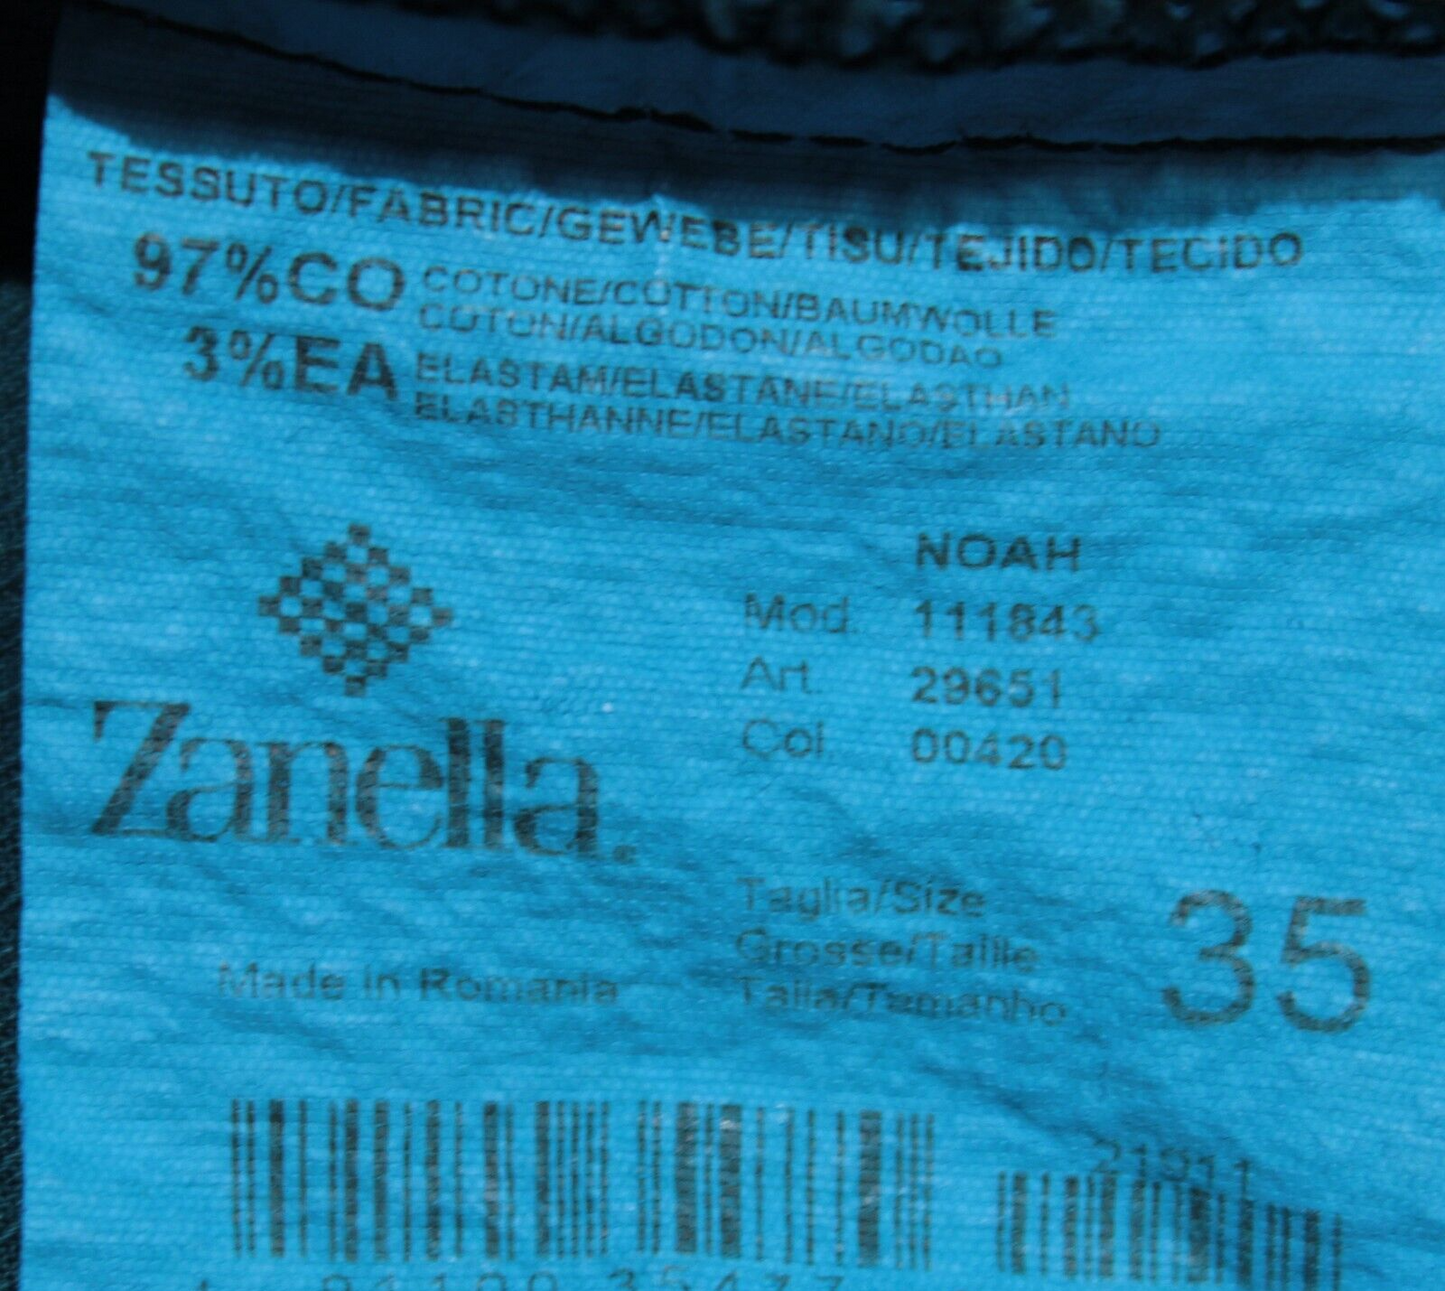 TESSUTO/FABRIC/GEWEBE/TISU/TEJIDO/TECIDO
97%CO COTONE/COTTON/BAUMWOLLE
COTON/ALGODON/ALGODAO
3%EA ELASTAM/ELASTANE/ELASTHAN
ELASTHANNE/ELASTANO/ELASTANO
NOAH
Mod. 111843
Art. 29651
Col. 00420
Zanella.
Taglia/Size
Grosse/Taille
Talla/Tamanho
35
Made in Romania